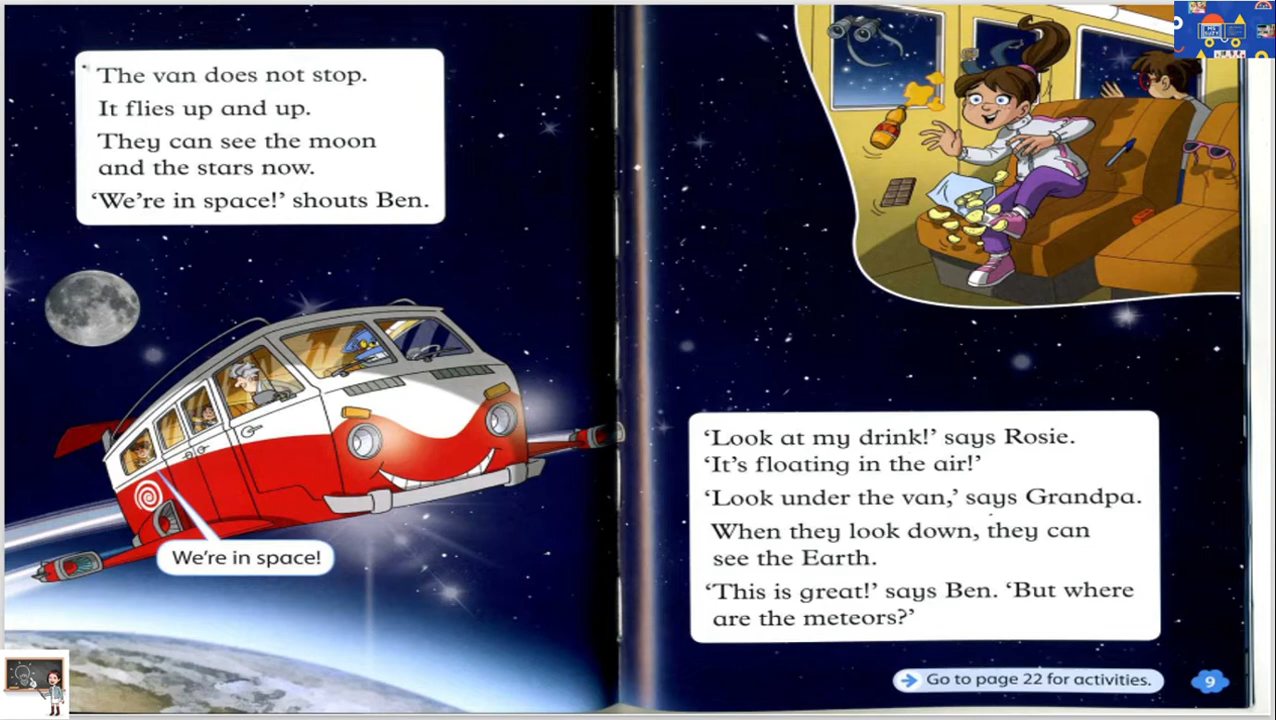 The van does not stop.
It flies up and up.
They can see the moon
and the stars now.
‘We’re in space!’ shouts Ben.
We’re in space!
‘Look at my drink!’ says Rosie.
‘It’s floating in the air!’
‘Look under the van,’ says Grandpa.
When they look down, they can
see the Earth.
‘This is great!’ says Ben. ‘But where
are the meteors?’
Go to page 22 for activities.
9